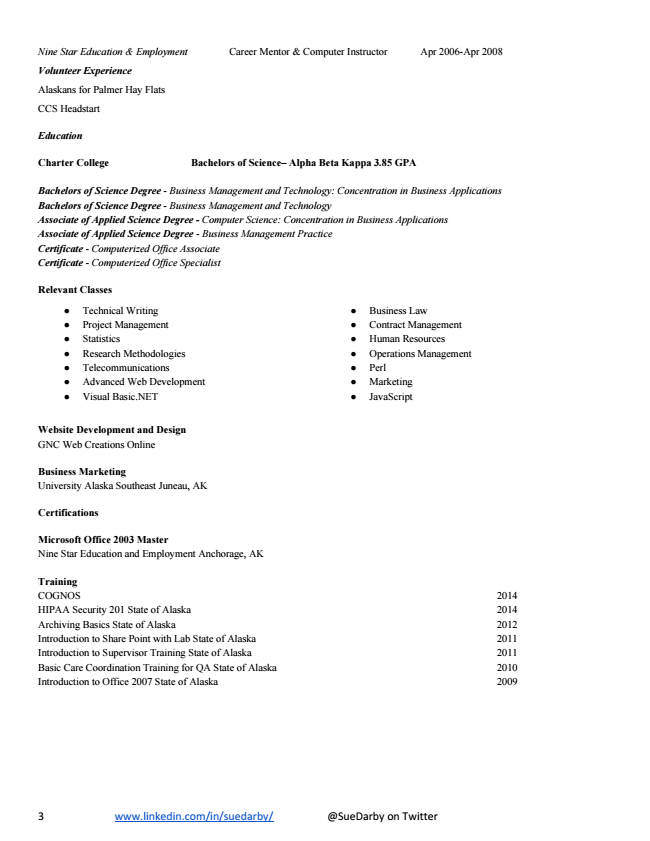 Nine Star Education & Employment Career Mentor & Computer Instructor Apr 2006-Apr 2008
Volunteer Experience
Alaskans for Palmer Hay Flats
CCS Headstart
Education
Charter College Bachelors of Science– Alpha Beta Kappa 3.85 GPA
Bachelors of Science Degree - Business Management and Technology: Concentration in Business Applications
Bachelors of Science Degree - Business Management and Technology
Associate of Applied Science Degree - Computer Science: Concentration in Business Applications
Associate of Applied Science Degree - Business Management Practice
Certificate - Computerized Office Associate
Certificate - Computerized Office Specialist
Relevant Classes
● Technical Writing
● Project Management
● Statistics
● Research Methodologies
● Telecommunications
● Advanced Web Development
● Visual Basic.NET
● Business Law
● Contract Management
● Human Resources
● Operations Management
● Perl
● Marketing
● JavaScript
Website Development and Design
GNC Web Creations Online
Business Marketing
University Alaska Southeast Juneau, AK
Certifications
Microsoft Office 2003 Master
Nine Star Education and Employment Anchorage, AK
Training
COGNOS 2014
HIPAA Security 201 State of Alaska 2014
Archiving Basics State of Alaska 2012
Introduction to Share Point with Lab State of Alaska 2011
Introduction to Supervisor Training State of Alaska 2011
Basic Care Coordination Training for QA State of Alaska 2010
Introduction to Office 2007 State of Alaska 2009
3 www.linkedin.com/in/suedarby/ @SueDarby on Twitter